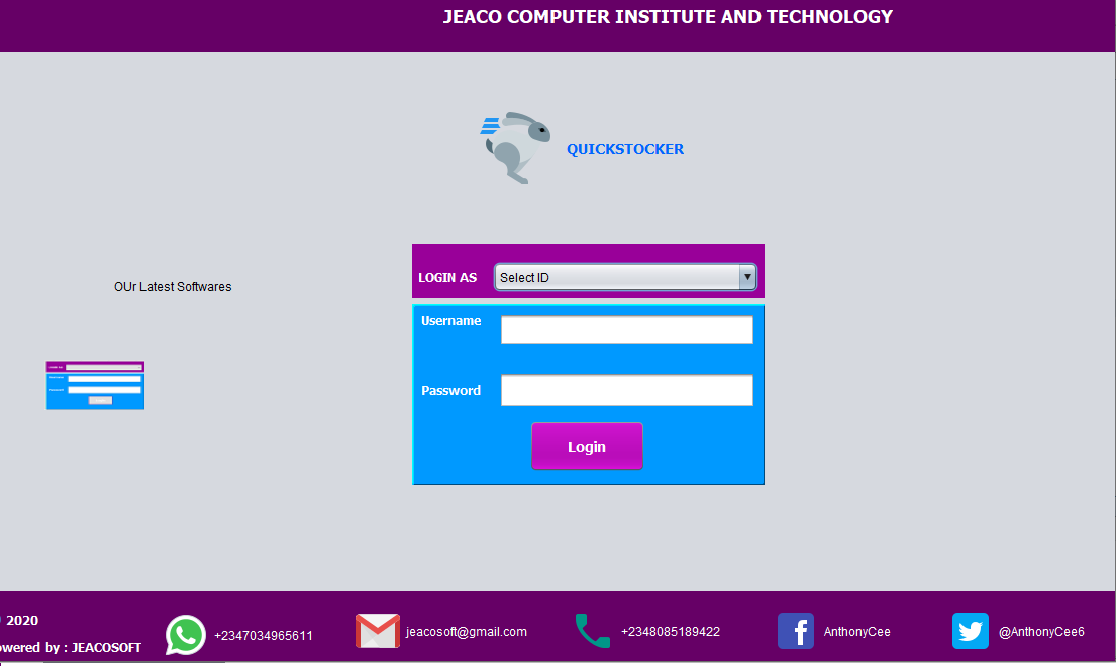 JEACO COMPUTER INSTITUTE AND TECHNOLOGY
QUICKSTOCKER
LOGIN AS Select ID
OUr Latest Softwares
Username
Password
Login
2020
owered by : JEACOSOFT
+2347034965611
jeacosoft@gmail.com
+2348085189422
AnthonyCee
@AnthonyCee6